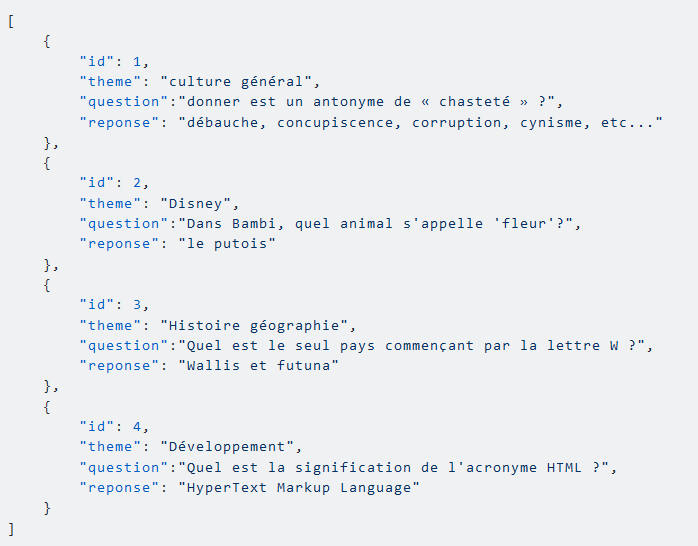 [
    {
        "id": 1,
        "theme": "culture général",
        "question":"donner est un antonyme de « chasteté » ?",
        "reponse": "débauche, concupiscence, corruption, cynisme, etc..."
    },
    {
        "id": 2,
        "theme": "Disney",
        "question":"Dans Bambi, quel animal s'appelle 'fleur'?",
        "reponse": "le putois"
    },
    {
        "id": 3,
        "theme": "Histoire géographie",
        "question":"Quel est le seul pays commençant par la lettre W ?",
        "reponse": "Wallis et futuna"
    },
    {
        "id": 4,
        "theme": "Développement",
        "question":"Quel est la signification de l'acronyme HTML ?",
        "reponse": "HyperText Markup Language"
    }
]